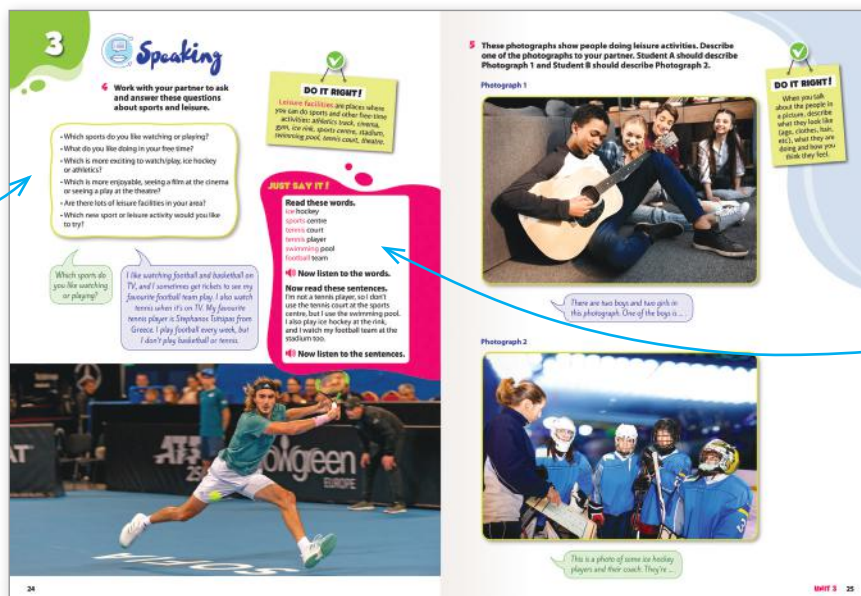 3
Speaking
4 Work with your partner to ask
and answer these questions
about sports and leisure.
• Which sports do you like watching or playing?
• What do you like doing in your free time?
• Which is more exciting to watch/play, ice hockey
or athletics?
• Which is more enjoyable, seeing a film at the cinema
or seeing a play at the theatre?
• Are there lots of leisure facilities in your area?
• Which new sport or leisure activity would you like
to try?
Which sports do
you like watching
or playing?
I like watching football and basketball on
TV, and I sometimes get tickets to see my
favourite football team play. I also watch
tennis when it's on TV. My favourite
tennis player is Stephanos Tsitsipas from
Greece. I play football every week, but
I don't play basketball or tennis.
DO IT RIGHT!
Leisure facilities are places where
you can do sports and other free-time
activities: athletics track, cinema,
gym, ice rink, sports centre, stadium,
swimming pool, tennis court, theatre.
JUST SAY IT!
Read these words.
ice hockey
sports centre
tennis court
tennis player
swimming pool
football team
Now listen to the words.
Now read these sentences.
I'm not a tennis player, so I don't
use the tennis court at the sports
centre, but I use the swimming pool.
I also play ice hockey at the rink,
and I watch my football team at the
stadium too.
Now listen to the sentences.
AT
ATP
25
owgreen
EUROPE
SOFIA
24
5 These photographs show people doing leisure activities. Describe
one of the photographs to your partner. Student A should describe
Photograph 1 and Student B should describe Photograph 2.
Photograph 1
DO IT RIGHT!
When you talk
about the people in
a picture, describe
what they look like
(age, clothes, hair,
etc), what they are
doing and how you
think they feel.
There are two boys and two girls in
this photograph. One of the boys is ...
Photograph 2
This is a photo of some ice hockey
players and their coach. They're ...
UNIT 3 25